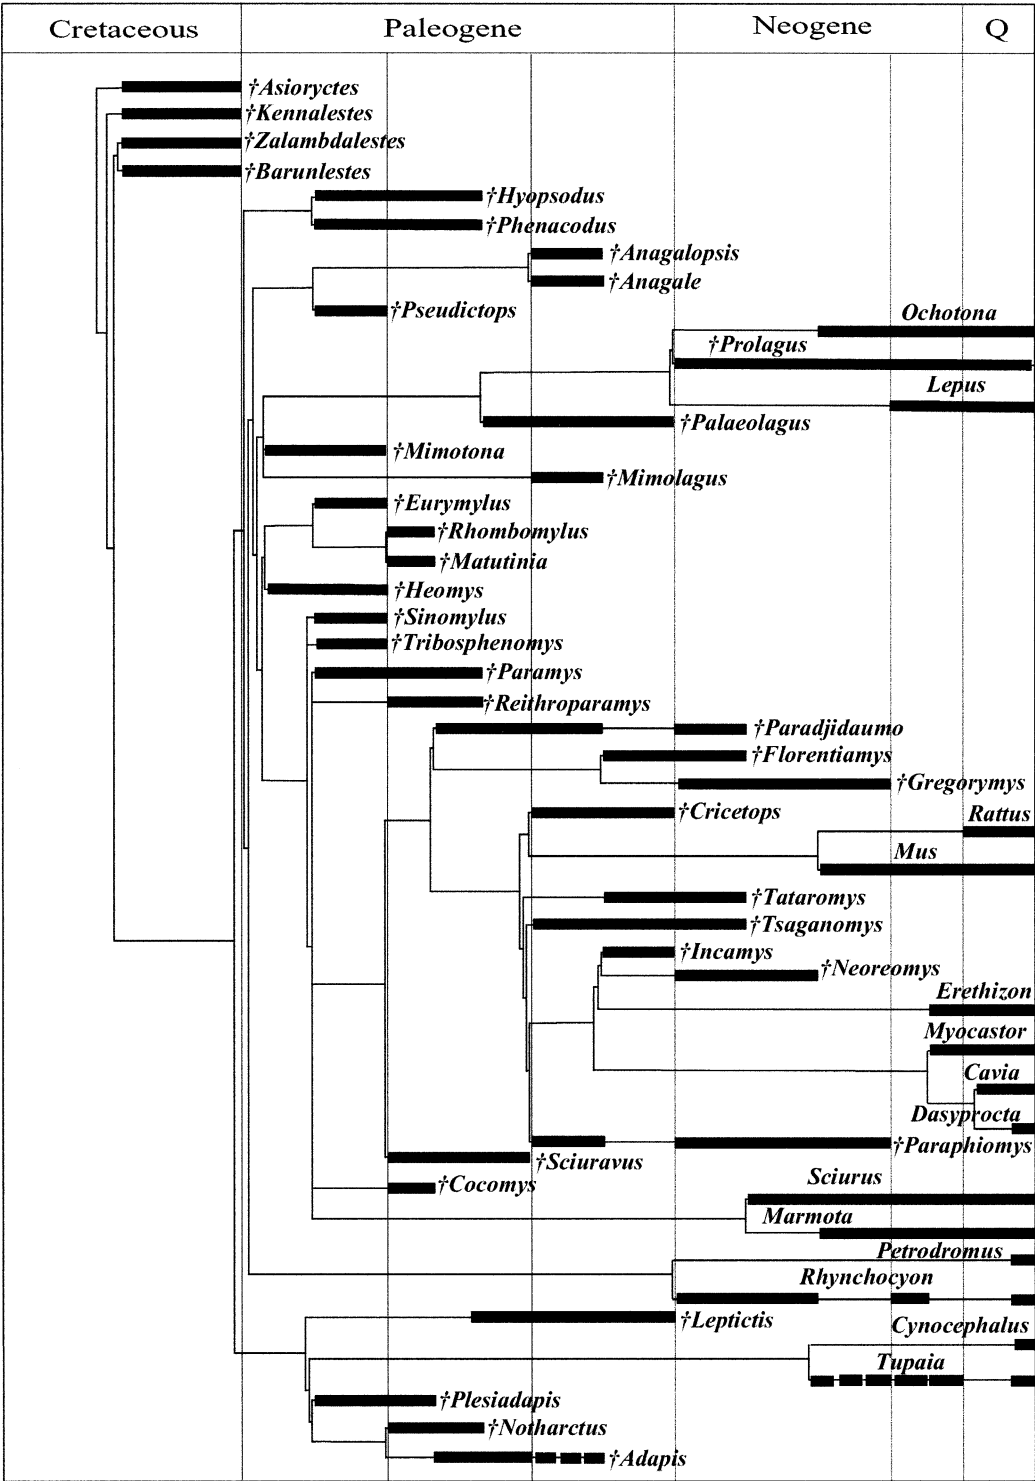 Cretaceous Paleogene Neogene Q
†Asioryctes
†Kennalestes
†Zalambdalestes
†Barunlestes
†Hyopsodus
†Phenacodus
†Anagalopsis
†Anagale
†Pseudictops
Ochotona
†Prolagus
Lepus
†Palaeolagus
†Mimotona
†Mimolagus
†Eurymylus
†Rhombomylus
†Matutinia
†Heomys
†Sinomylus
†Tribosphenomys
†Paramys
†Reithroparamys
†Paradjidaumo
†Florentiamys
†Gregorymys
†Cricetops
Rattus
Mus
†Tataromys
†Tsaganomys
†Incamys
†Neoreomys
Erethizon
Myocastor
Cavia
Dasyprocta
†Paraphiomys
†Sciuravus
†Cocomys
Sciurus
Marmota
Petrodromus
Rhynchocyon
†Leptictis
Cynocephalus
Tupaia
†Plesiadapis
†Notharctus
†Adapis